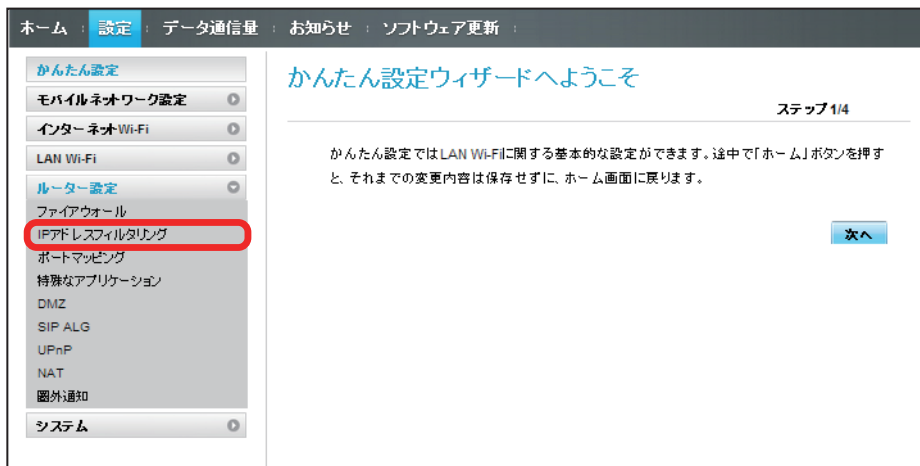 ホーム 設定 データ通信量 お知らせ ソフトウェア更新
かんたん設定
モバイルネットワーク設定
インターネットWi-Fi
LAN Wi-Fi
ルーター設定
ファイアウォール
IPアドレスフィルタリング
ポートマッピング
特殊なアプリケーション
DMZ
SIP ALG
UPnP
NAT
圏外通知
システム
かんたん設定ウィザードへようこそ
ステップ1/4
かんたん設定ではLAN Wi-Fiに関する基本的な設定ができます。途中で「ホーム」ボタンを押す
と、それまでの変更内容は保存せずに、ホーム画面に戻ります。
次へ